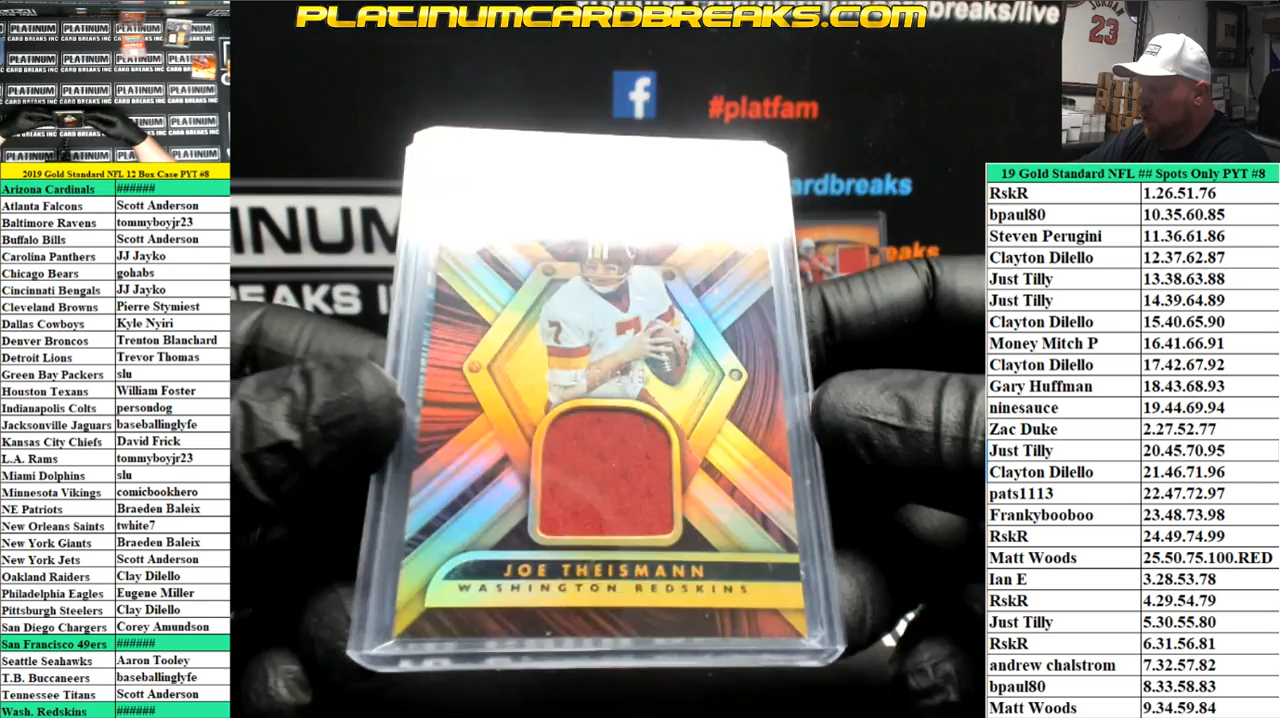 PLATINUMCARDBREAKS.COM
breaks/live
JORDAN
23
PLATINUM
CARD BREAKS INC
#platfam
ardbreaks
eaks
INUM
EAKS IN
7
7
JOE THEISMANN
WASHINGTON REDSKINS
2019 Gold Standard NFL 12 Box Case PYT #8
Arizona Cardinals ######
Atlanta Falcons Scott Anderson
Baltimore Ravens tommyboyjr23
Buffalo Bills Scott Anderson
Carolina Panthers JJ Jayko
Chicago Bears gohabs
Cincinnati Bengals JJ Jayko
Cleveland Browns Pierre Stymiest
Dallas Cowboys Kyle Nyiri
Denver Broncos Trenton Blanchard
Detroit Lions Trevor Thomas
Green Bay Packers slu
Houston Texans William Foster
Indianapolis Colts persondog
Jacksonville Jaguars baseballinglyfe
Kansas City Chiefs David Frick
L.A. Rams tommyboyjr23
Miami Dolphins slu
Minnesota Vikings comicbookhero
NE Patriots Braeden Baleix
New Orleans Saints twhite7
New York Giants Braeden Baleix
New York Jets Scott Anderson
Oakland Raiders Clay Dilello
Philadelphia Eagles Eugene Miller
Pittsburgh Steelers Clay Dilello
San Diego Chargers Corey Amundson
San Francisco 49ers ######
Seattle Seahawks Aaron Tooley
T.B. Buccaneers baseballinglyfe
Tennessee Titans Scott Anderson
Wash. Redskins ######
19 Gold Standard NFL ## Spots Only PYT #8
RskR 1.26.51.76
bpaul80 10.35.60.85
Steven Perugini 11.36.61.86
Clayton Dilello 12.37.62.87
Just Tilly 13.38.63.88
Just Tilly 14.39.64.89
Clayton Dilello 15.40.65.90
Money Mitch P 16.41.66.91
Clayton Dilello 17.42.67.92
Gary Huffman 18.43.68.93
ninesauce 19.44.69.94
Zac Duke 2.27.52.77
Just Tilly 20.45.70.95
Clayton Dilello 21.46.71.96
pats1113 22.47.72.97
Frankybooboo 23.48.73.98
RskR 24.49.74.99
Matt Woods 25.50.75.100.RED
Ian E 3.28.53.78
RskR 4.29.54.79
Just Tilly 5.30.55.80
RskR 6.31.56.81
andrew chalstrom 7.32.57.82
bpaul80 8.33.58.83
Matt Woods 9.34.59.84